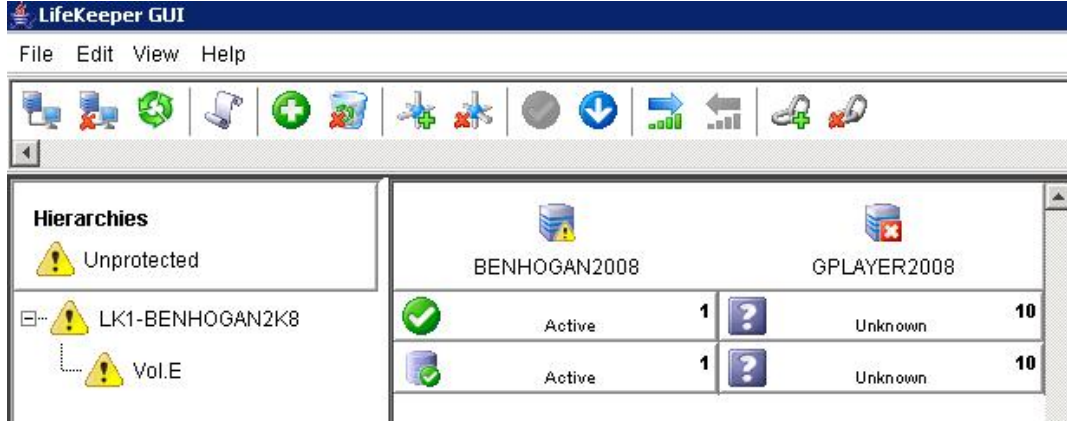 LifeKeeper GUI
File Edit View Help
Hierarchies
Unprotected
BENHOGAN2008 GPLAYER2008
LK1-BENHOGAN2K8
Active 1 ? Unknown 10
Vol.E
Active 1 ? Unknown 10